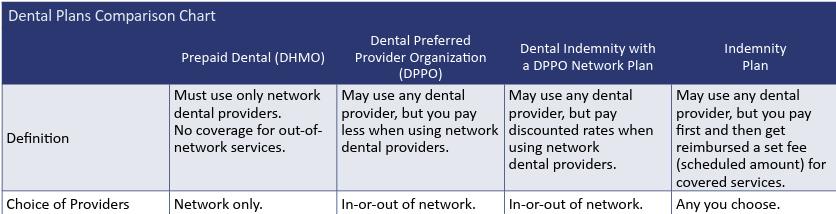 Dental Plans Comparison Chart
Prepaid Dental (DHMO)
Dental Preferred
Provider Organization
(DPPO)
Dental Indemnity with
a DPPO Network Plan
Indemnity
Plan
Definition
Must use only network
dental providers.
No coverage for out-of-
network services.
May use any dental
provider, but you pay
less when using network
dental providers.
May use any dental
provider, but pay
discounted rates when
using network
dental providers.
May use any dental
provider, but you pay
first and then get
reimbursed a set fee
(scheduled amount) for
covered services.
Choice of Providers
Network only.
In-or-out of network.
In-or-out of network.
Any you choose.